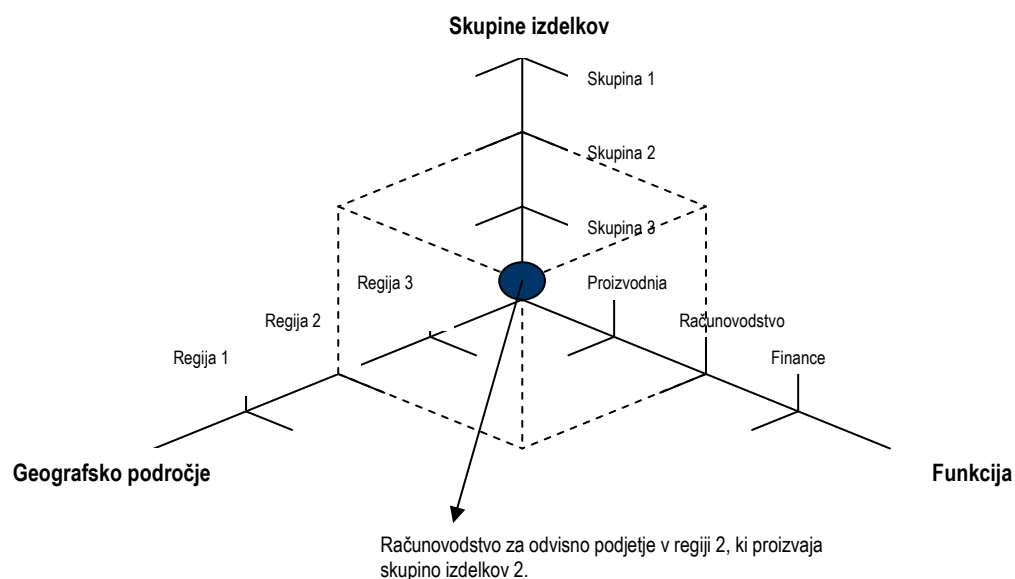 Skupine izdelkov
Skupina 1
Skupina 2
Skupina 3
Regija 3
Proizvodnja
Regija 2
Računovodstvo
Regija 1
Finance
Geografsko področje
Funkcija
Računovodstvo za odvisno podjetje v regiji 2, ki proizvaja
skupino izdelkov 2.